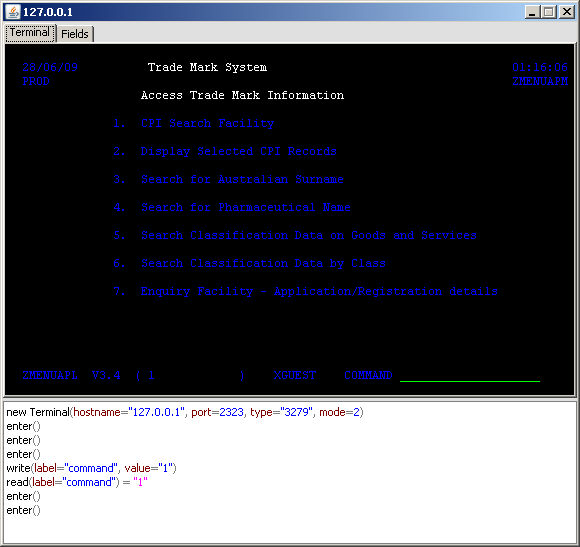 127.0.0.1
Terminal Fields
28/06/09 Trade Mark System 01:16:06
PROD ZMENUAPM
Access Trade Mark Information
1. CPI Search Facility
2. Display Selected CPI Records
3. Search for Australian Surname
4. Search for Pharmaceutical Name
5. Search Classification Data on Goods and Services
6. Search Classification Data by Class
7. Enquiry Facility - Application/Registration details
ZMENUAPL V3.4 ( 1 ) XGUEST COMMAND
new Terminal(hostname="127.0.0.1", port=2323, type="3279", mode=2)
enter()
enter()
enter()
write(label="command", value="1")
read(label="command") = "1"
enter()
enter()